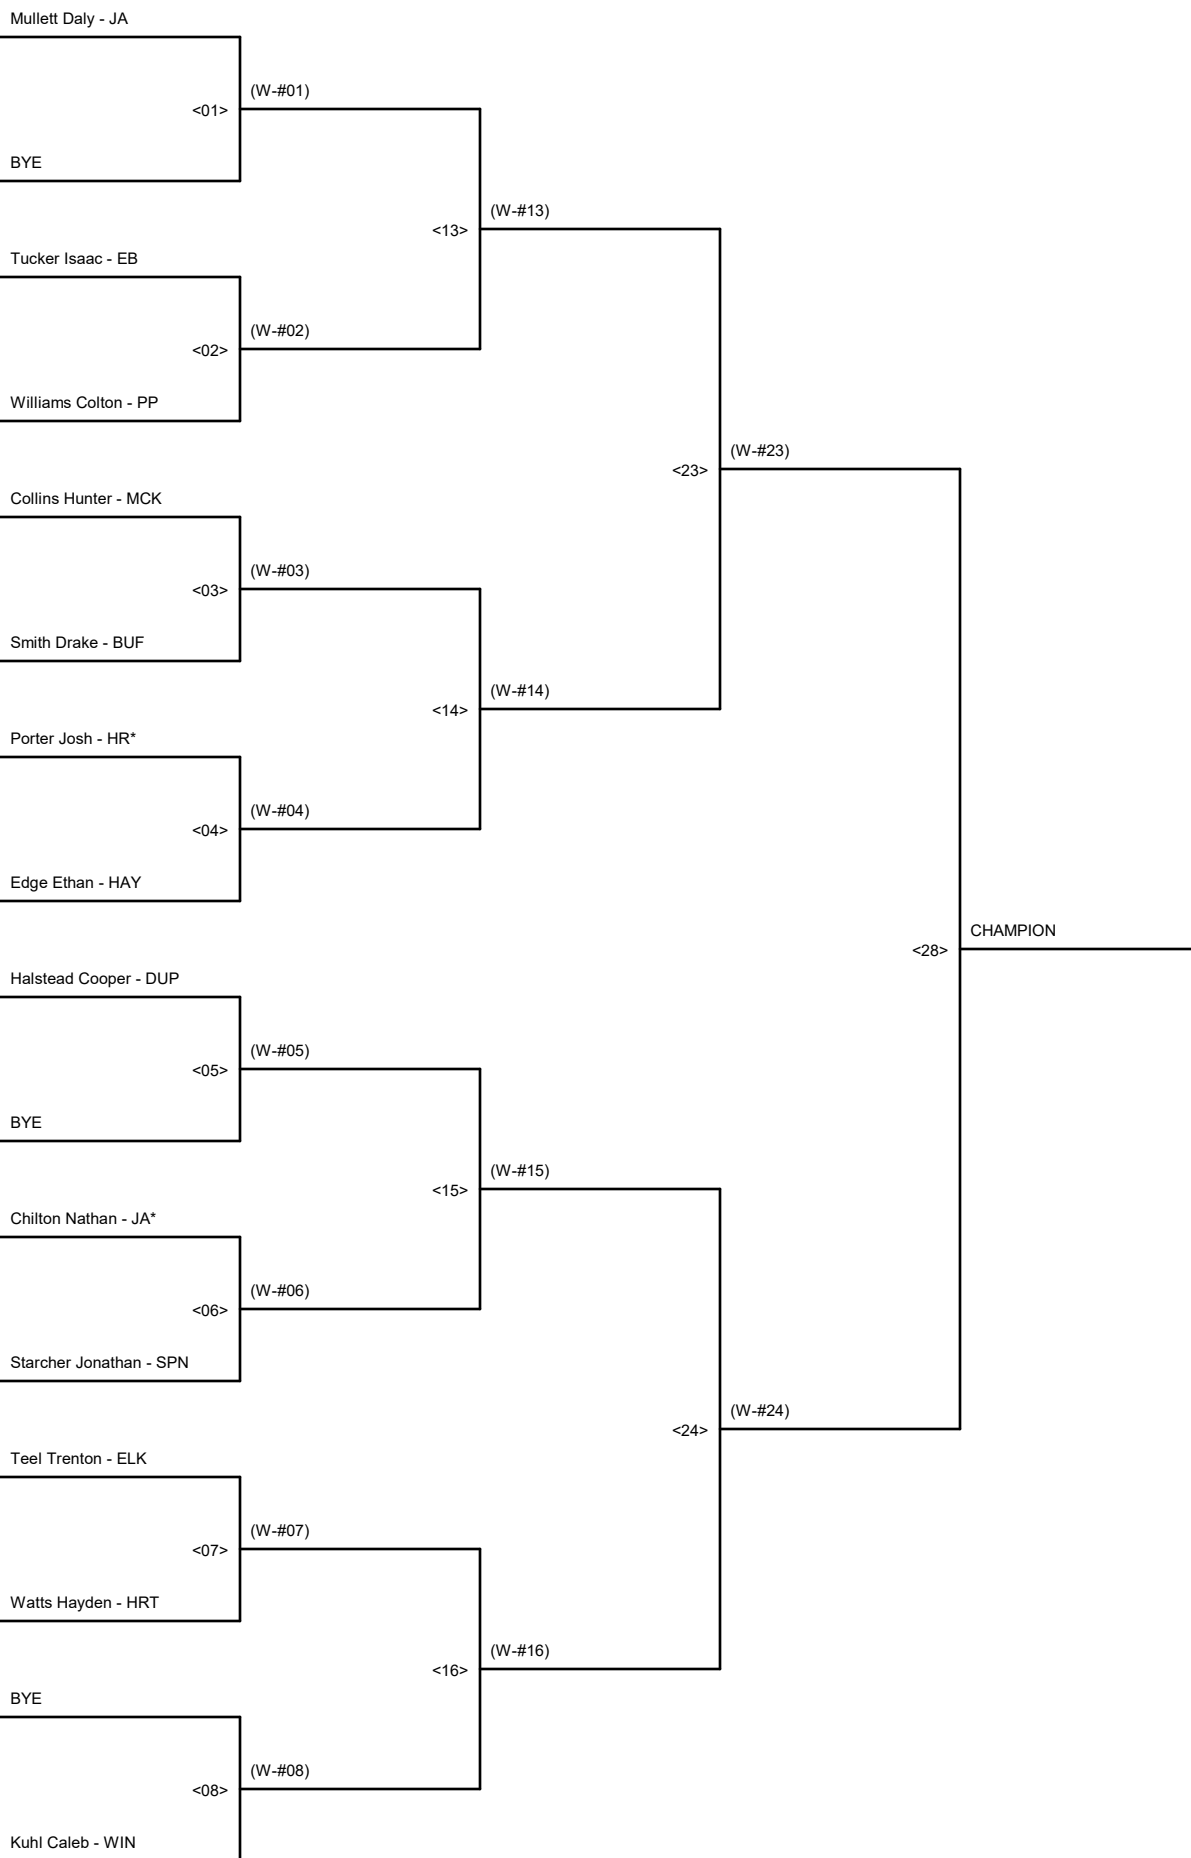 Mullett Daly - JA
(W-#01)
<01>
BYE
(W-#13)
<13>
Tucker Isaac - EB
(W-#02)
<02>
Williams Colton - PP
(W-#23)
<23>
Collins Hunter - MCK
(W-#03)
<03>
Smith Drake - BUF
(W-#14)
<14>
Porter Josh - HR*
(W-#04)
<04>
Edge Ethan - HAY
CHAMPION
<28>
Halstead Cooper - DUP
(W-#05)
<05>
BYE
(W-#15)
<15>
Chilton Nathan - JA*
(W-#06)
<06>
Starcher Jonathan - SPN
(W-#24)
<24>
Teel Trenton - ELK
(W-#07)
<07>
Watts Hayden - HRT
(W-#16)
<16>
BYE
(W-#08)
<08>
Kuhl Caleb - WIN